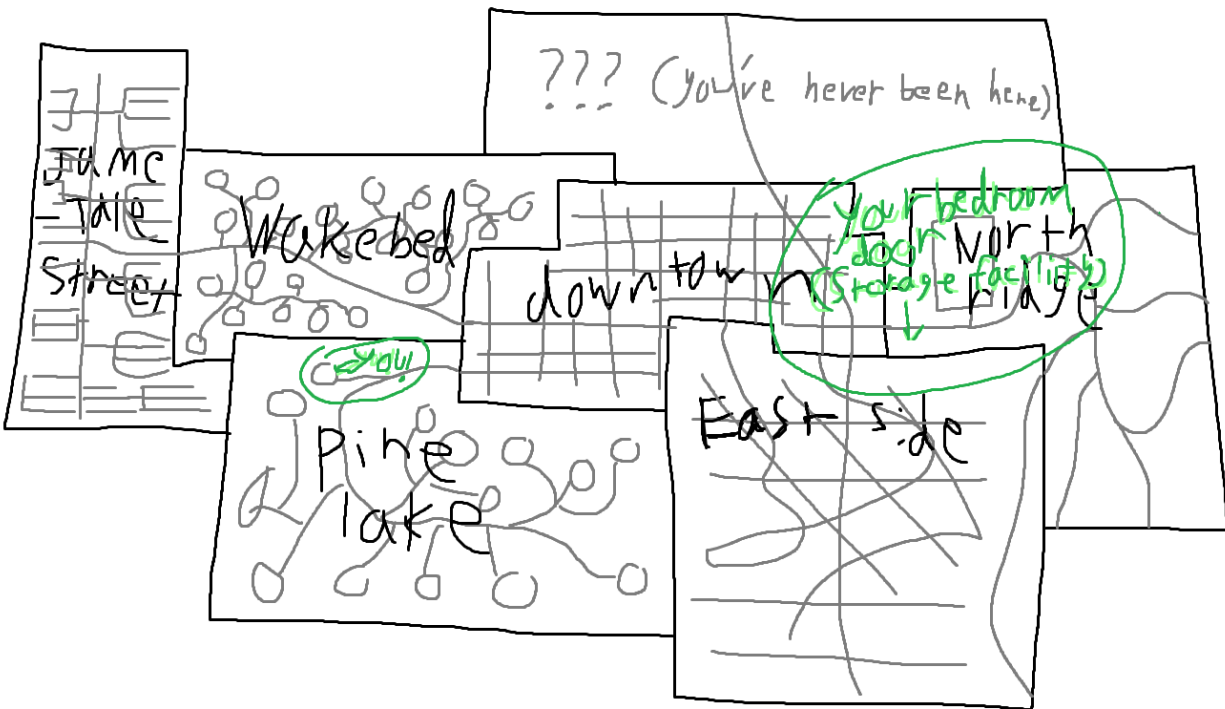 ??? (you've never been here)
Jame
-Tale
Street
Wakebed
downtown
your bedroom
door
(Storage facility)
North
ridge
you!
Pine
lake
East side